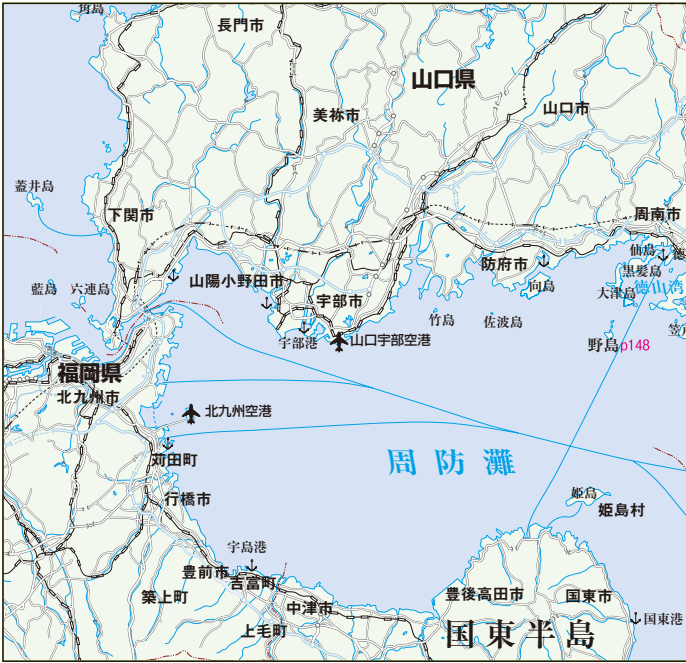 角島
長門市
山口県
美祢市
山口市
蓋井島
下関市
周南市
仙島
徳
防府市
黒髪島
藍島
六連島
山陽小野田市
向島
大津島
徳山湾
宇部市
竹島
佐波島
笠
宇部港
山口宇部空港
野島p148
福岡県
北九州市
北九州空港
苅田町
周防灘
行橋市
姫島
姫島村
宇島港
豊前市
吉富町
築上町
中津市
豊後高田市
国東市
上毛町
国東半島
国東港